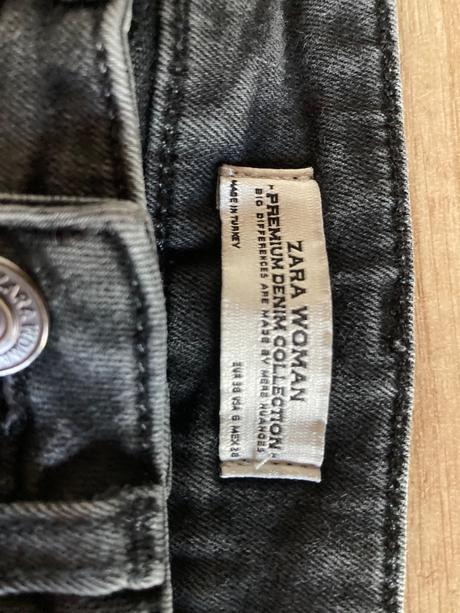 ZARA WOMAN
- PREMIUM DENIM COLLECTION -
BIG DIFFERENCES ARE MADE BY MERE NUANCES
MADE IN TURKEY EUR 38 USA 6 MEX 28
ZARA